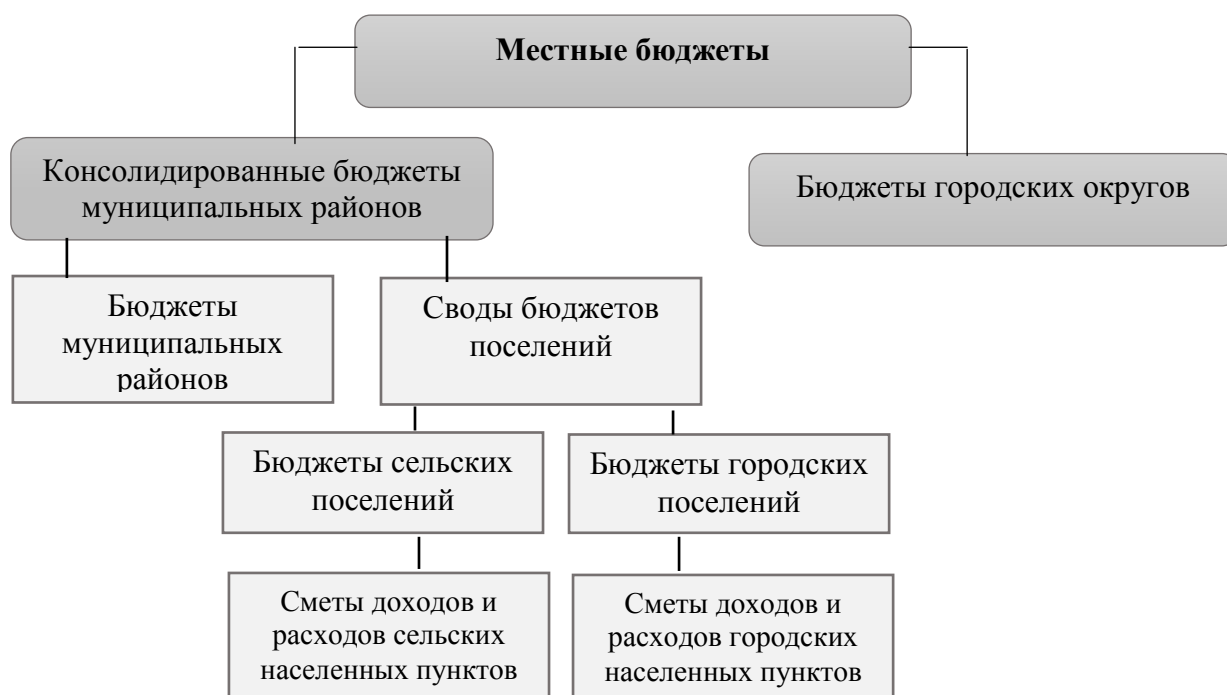 Местные бюджеты
Консолидированные бюджеты
муниципальных районов
Бюджеты городских округов
Бюджеты
муниципальных
районов
Своды бюджетов
поселений
Бюджеты сельских
поселений
Бюджеты городских
поселений
Сметы доходов и
расходов сельских
населенных пунктов
Сметы доходов и
расходов городских
населенных пунктов